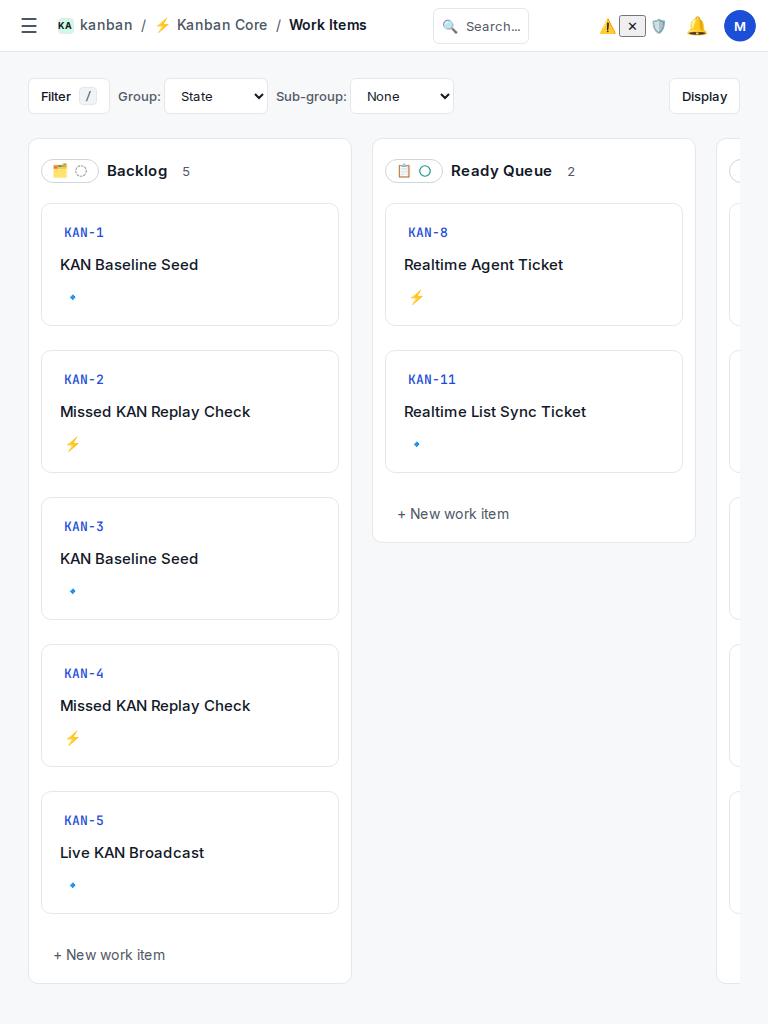 ☰ KA kanban / ⚡ Kanban Core / Work Items 🔍 Search... ⚠️ ✕ 🛡️ 🔔 M
Filter / Group: State Sub-group: None Display
Backlog 5
KAN-1
KAN Baseline Seed
KAN-2
Missed KAN Replay Check
KAN-3
KAN Baseline Seed
KAN-4
Missed KAN Replay Check
KAN-5
Live KAN Broadcast
+ New work item
Ready Queue 2
KAN-8
Realtime Agent Ticket
KAN-11
Realtime List Sync Ticket
+ New work item